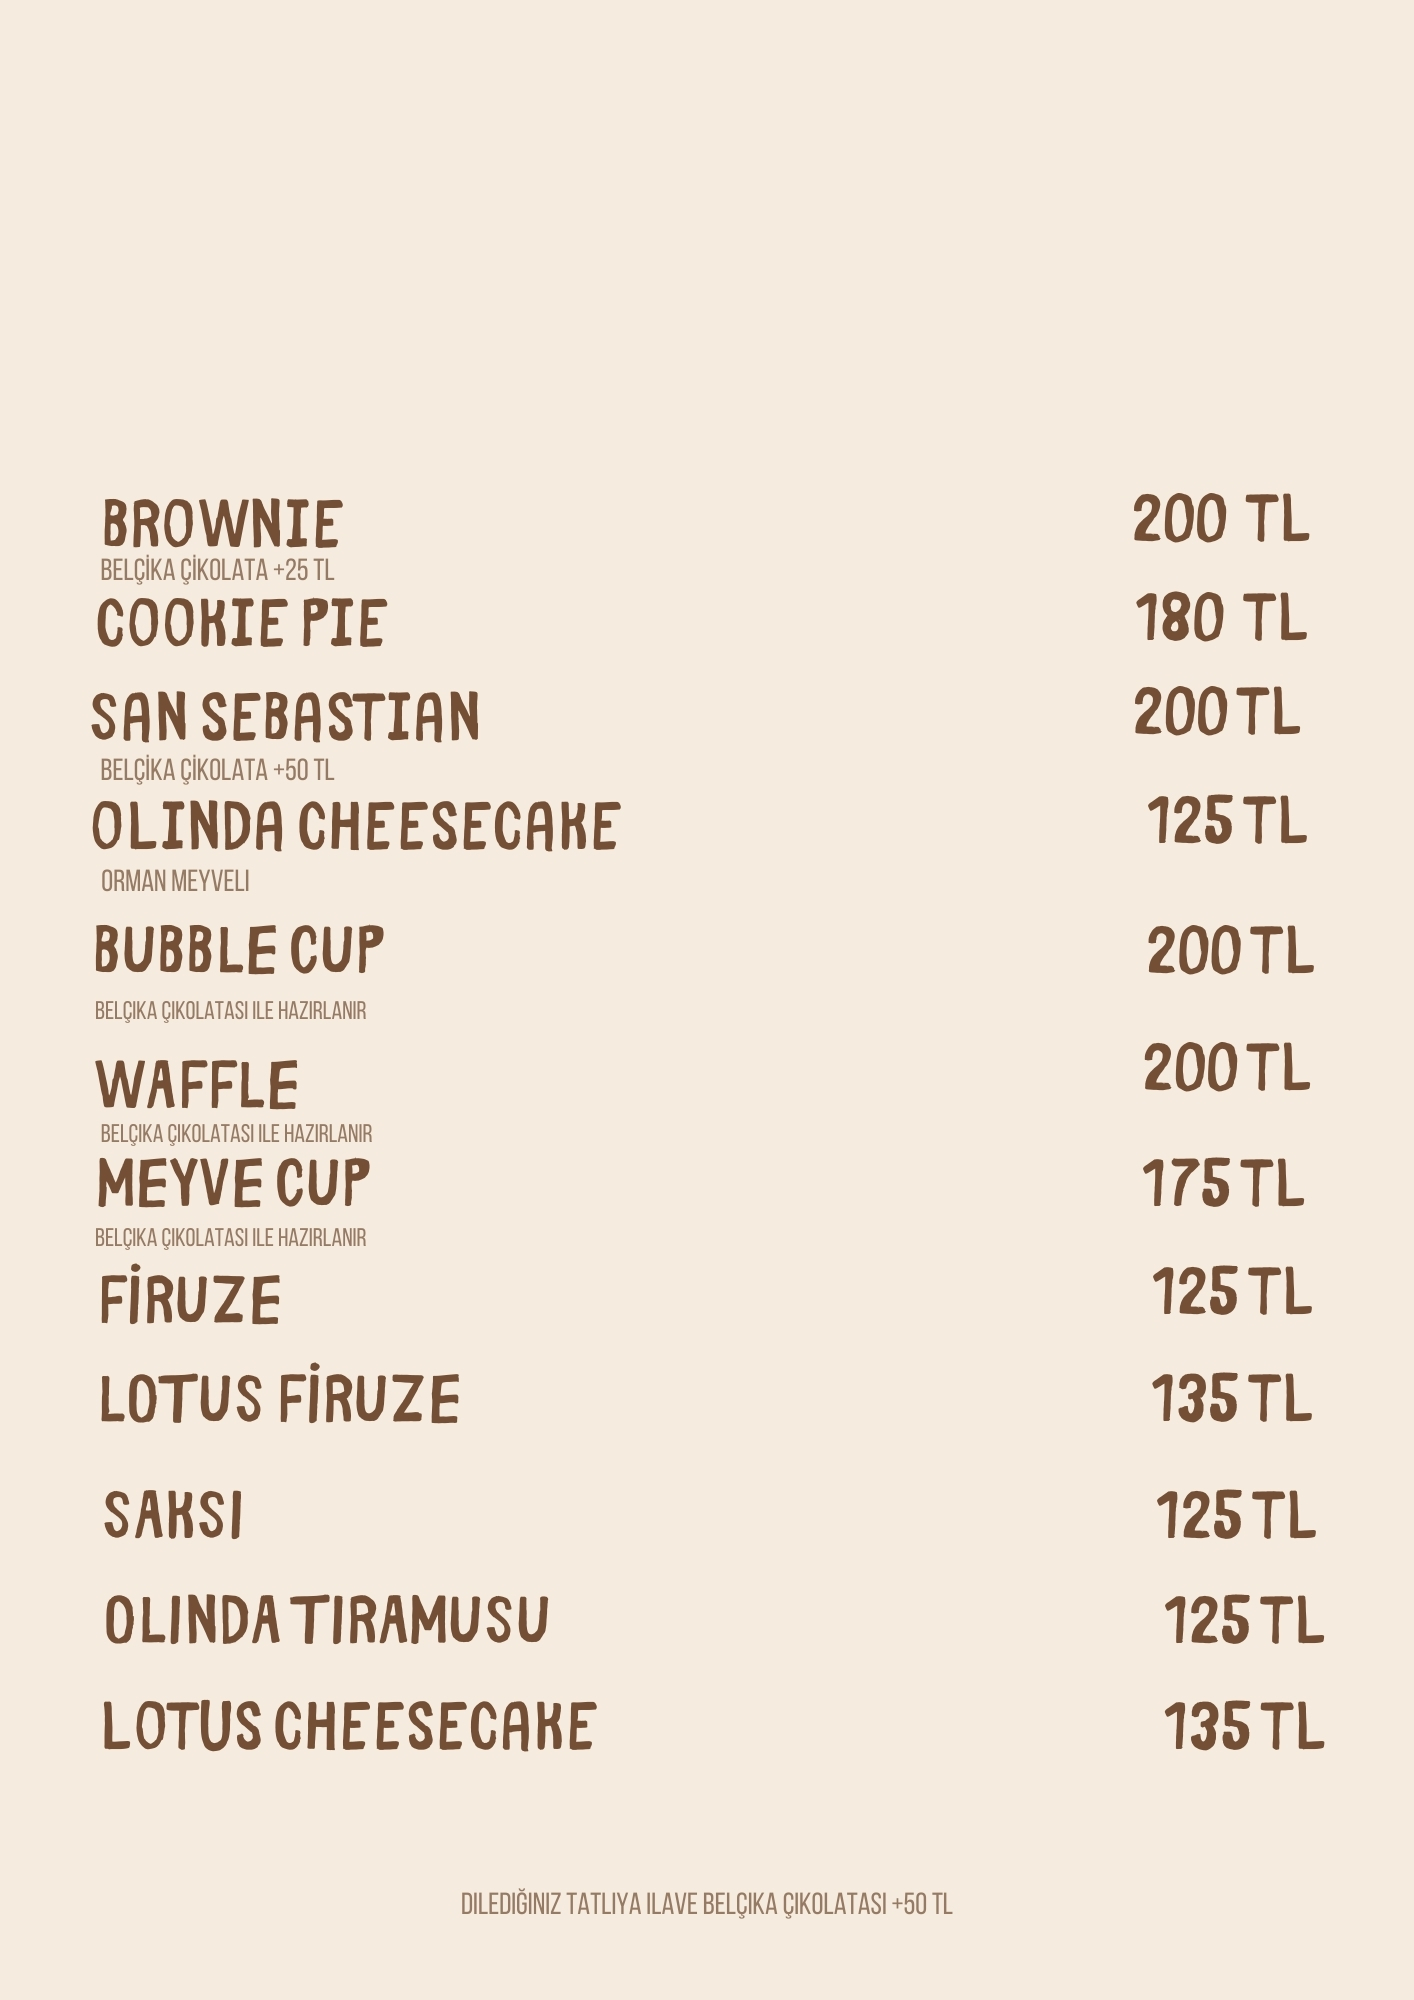 BROWNIE 200 TL
BELÇİKA ÇİKOLATA +25 TL
COOKIE PIE 180 TL
SAN SEBASTIAN 200 TL
BELÇİKA ÇİKOLATA +50 TL
OLINDA CHEESECAKE 125 TL
ORMAN MEYVELI
BUBBLE CUP 200 TL
BELÇIKA ÇIKOLATASI ILE HAZIRLANIR
WAFFLE 200 TL
BELÇIKA ÇIKOLATASI ILE HAZIRLANIR
MEYVE CUP 175 TL
BELÇIKA ÇIKOLATASI ILE HAZIRLANIR
FİRUZE 125 TL
LOTUS FİRUZE 135 TL
SAKSI 125 TL
OLINDA TIRAMUSU 125 TL
LOTUS CHEESECAKE 135 TL
DILEDIĞINIZ TATLIYA ILAVE BELÇIKA ÇIKOLATASI +50 TL